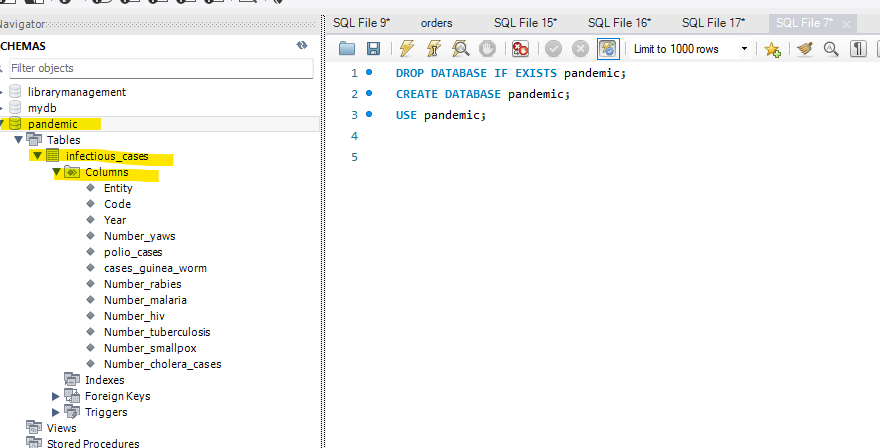 Navigator
SCHEMAS
Filter objects
librarymanagement
mydb
pandemic
Tables
infectious_cases
Columns
Entity
Code
Year
Number_yaws
polio_cases
cases_guinea_worm
Number_rabies
Number_malaria
Number_hiv
Number_tuberculosis
Number_smallpox
Number_cholera_cases
Indexes
Foreign Keys
Triggers
Views
Stored Procedures
SQL File 9* orders SQL File 15* SQL File 16* SQL File 17* SQL File 7*
Limit to 1000 rows
1 DROP DATABASE IF EXISTS pandemic;
2 CREATE DATABASE pandemic;
3 USE pandemic;
4
5